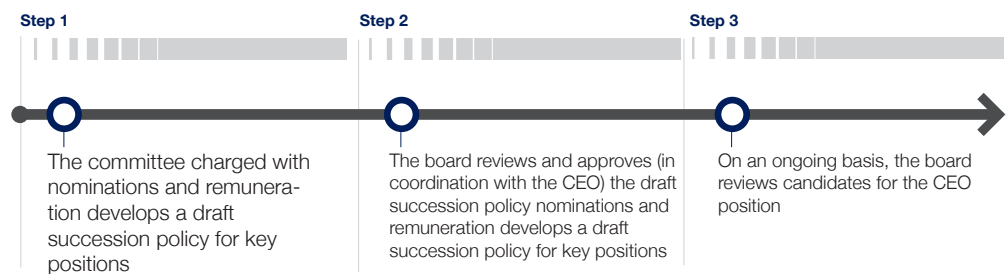 Step 1
Step 2
Step 3
The committee charged with
nominations and remunera-
tion develops a draft
succession policy for key
positions
The board reviews and approves (in
coordination with the CEO) the draft
succession policy nominations and
remuneration develops a draft
succession policy for key positions
On an ongoing basis, the board
reviews candidates for the CEO
position